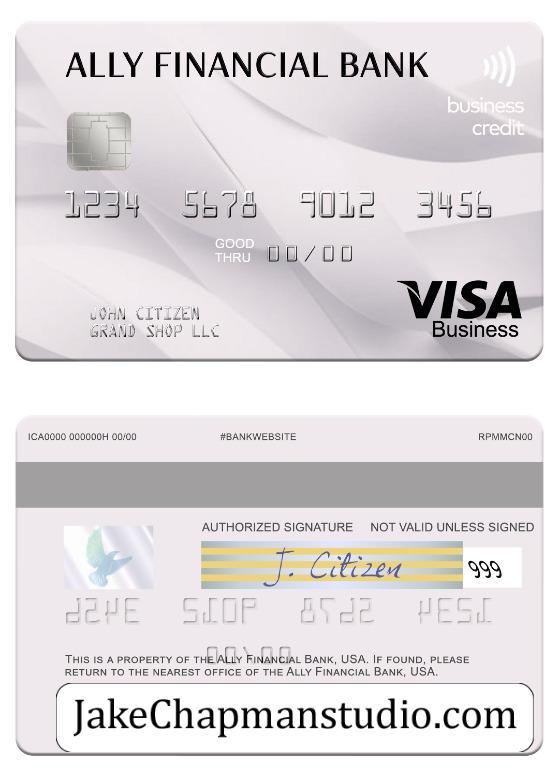 ALLY FINANCIAL BANK
business
credit
1234 5678 9012 3456
GOOD
THRU 00/00
JOHN CITIZEN
GRAND SHOP LLC
VISA
Business
ICA0000 000000H 00/00 #BANKWEBSITE RPMMCN00
AUTHORIZED SIGNATURE NOT VALID UNLESS SIGNED
J. Citizen 999
THIS IS A PROPERTY OF THE ALLY FINANCIAL BANK, USA. IF FOUND, PLEASE
RETURN TO THE NEAREST OFFICE OF THE ALLY FINANCIAL BANK, USA.
JakeChapmanstudio.com